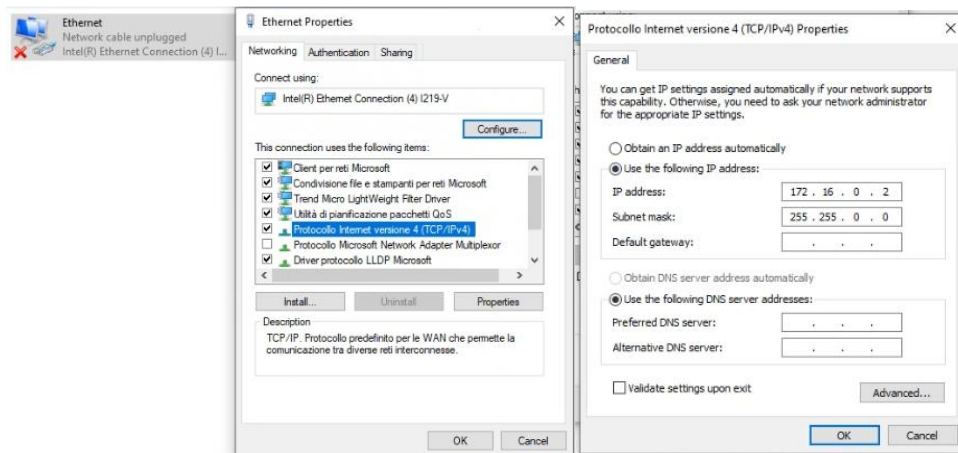 Ethernet
Network cable unplugged
Intel(R) Ethernet Connection (4) I...
Ethernet Properties
Networking Authentication Sharing
Connect using:
Intel(R) Ethernet Connection (4) I219-V
Configure...
This connection uses the following items:
Client per reti Microsoft
Condivisione file e stampanti per reti Microsoft
Trend Micro LightWeight Filter Driver
Utilità di pianificazione pacchetti QoS
Protocollo Internet versione 4 (TCP/IPv4)
Protocollo Microsoft Network Adapter Multiplexor
Driver protocollo LLDP Microsoft
Install... Uninstall Properties
Description
TCP/IP. Protocollo predefinito per le WAN che permette la
comunicazione tra diverse reti interconnesse.
OK Cancel
Protocollo Internet versione 4 (TCP/IPv4) Properties
General
You can get IP settings assigned automatically if your network supports
this capability. Otherwise, you need to ask your network administrator
for the appropriate IP settings.
Obtain an IP address automatically
Use the following IP address:
IP address: 172 . 16 . 0 . 2
Subnet mask: 255 . 255 . 0 . 0
Default gateway: . . .
Obtain DNS server address automatically
Use the following DNS server addresses:
Preferred DNS server: . . .
Alternative DNS server: . . .
Validate settings upon exit
Advanced...
OK Cancel